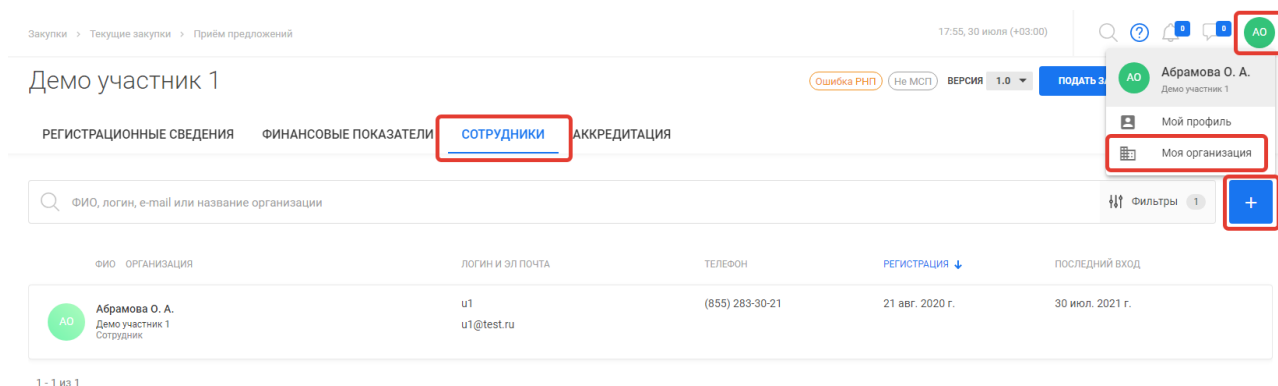 Закупки > Текущие закупки > Приём предложений
17:55, 30 июля (+03:00)
?
0
0
АО
Демо участник 1
Ошибка РНП
Не МСП
ВЕРСИЯ 1.0
ПОДАТЬ
АО
Абрамова О. А.
Демо участник 1
Мой профиль
Моя организация
РЕГИСТРАЦИОННЫЕ СВЕДЕНИЯ
ФИНАНСОВЫЕ ПОКАЗАТЕЛИ
СОТРУДНИКИ
АККРЕДИТАЦИЯ
ФИО, логин, e-mail или название организации
Фильтры 1
+
ФИО ОРГАНИЗАЦИЯ
ЛОГИН И ЭЛ ПОЧТА
ТЕЛЕФОН
РЕГИСТРАЦИЯ
ПОСЛЕДНИЙ ВХОД
АО
Абрамова О. А.
Демо участник 1
Сотрудник
u1
u1@test.ru
(855) 283-30-21
21 авг. 2020 г.
30 июл. 2021 г.
1 - 1 из 1